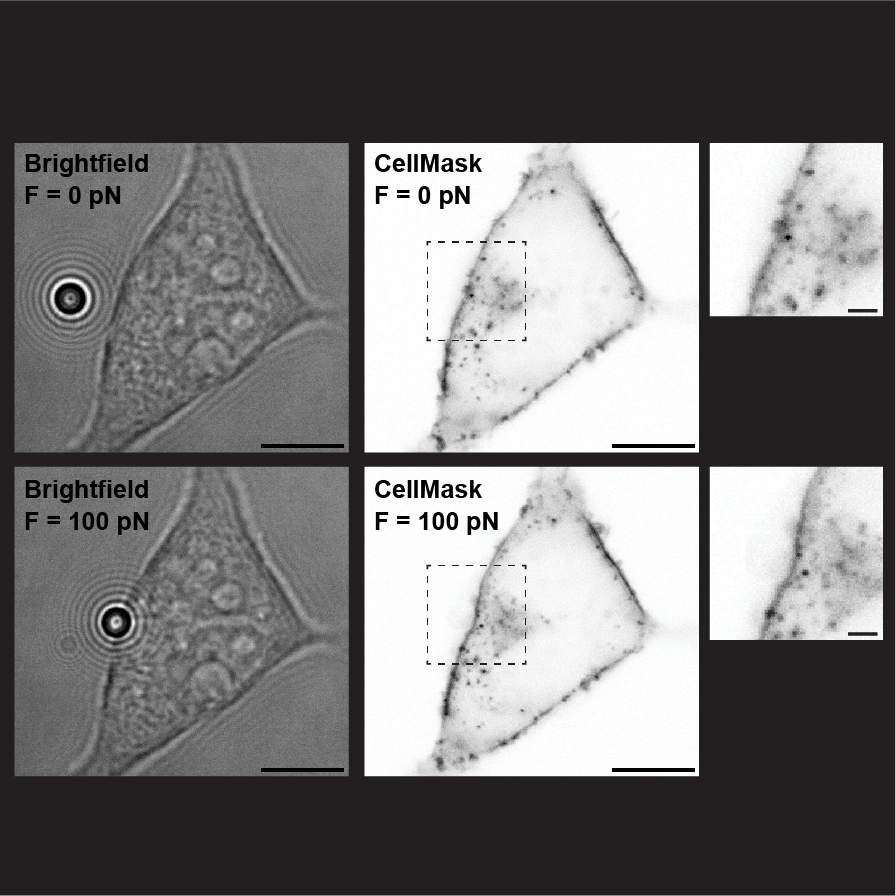 Brightfield
F = 0 pN
CellMask
F = 0 pN
Brightfield
F = 100 pN
CellMask
F = 100 pN